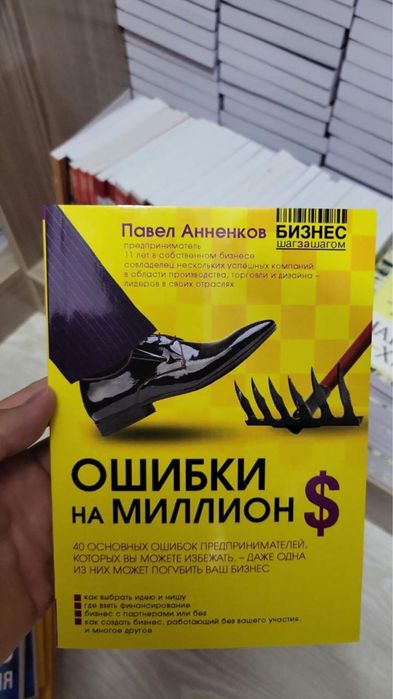 Павел Анненков
предприниматель
11 лет в собственном бизнесе
совладелец нескольких успешных компаний
в области производства, торговли и дизайна –
лидеров в своих отраслях
БИЗНЕС
шагзашагом
ОШИБКИ
НА МИЛЛИОН $
40 ОСНОВНЫХ ОШИБОК ПРЕДПРИНИМАТЕЛЕЙ,
КОТОРЫХ ВЫ МОЖЕТЕ ИЗБЕЖАТЬ, – ДАЖЕ ОДНА
ИЗ НИХ МОЖЕТ ПОГУБИТЬ ВАШ БИЗНЕС
как выбрать идею и нишу
где взять финансирование
бизнес с партнерами или без
как создать бизнес, работающий без вашего участия,
и многое другое